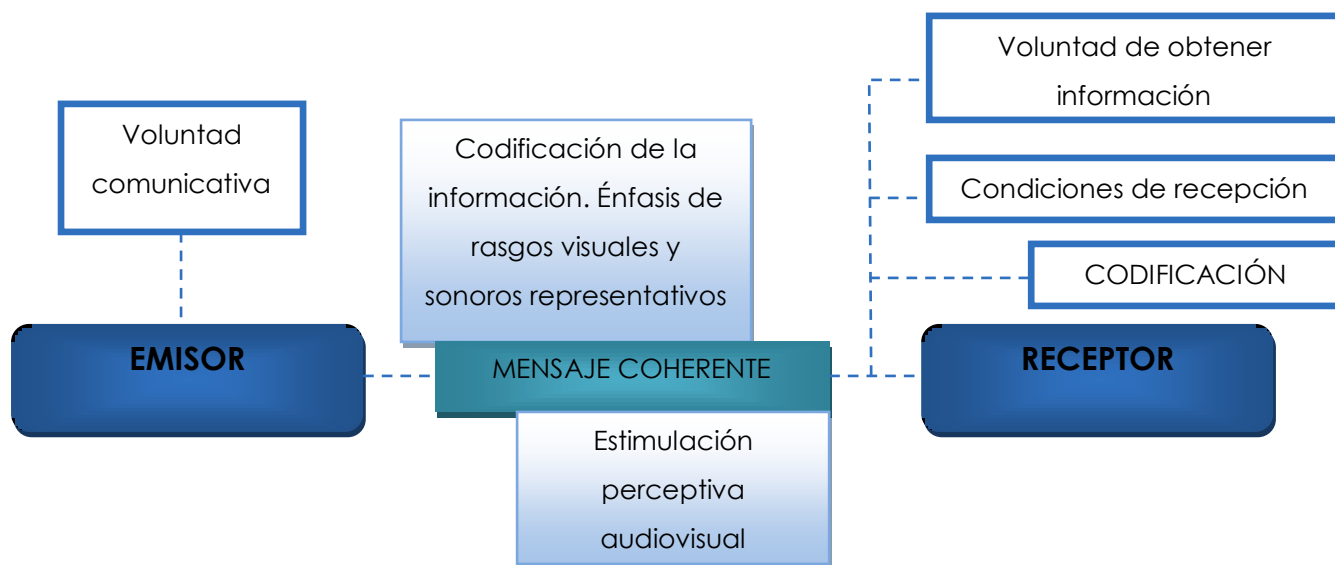 Voluntad
comunicativa
EMISOR
Codificación de la
información. Énfasis de
rasgos visuales y
sonoros representativos
MENSAJE COHERENTE
Estimulación
perceptiva
audiovisual
Voluntad de obtener
información
Condiciones de recepción
CODIFICACIÓN
RECEPTOR